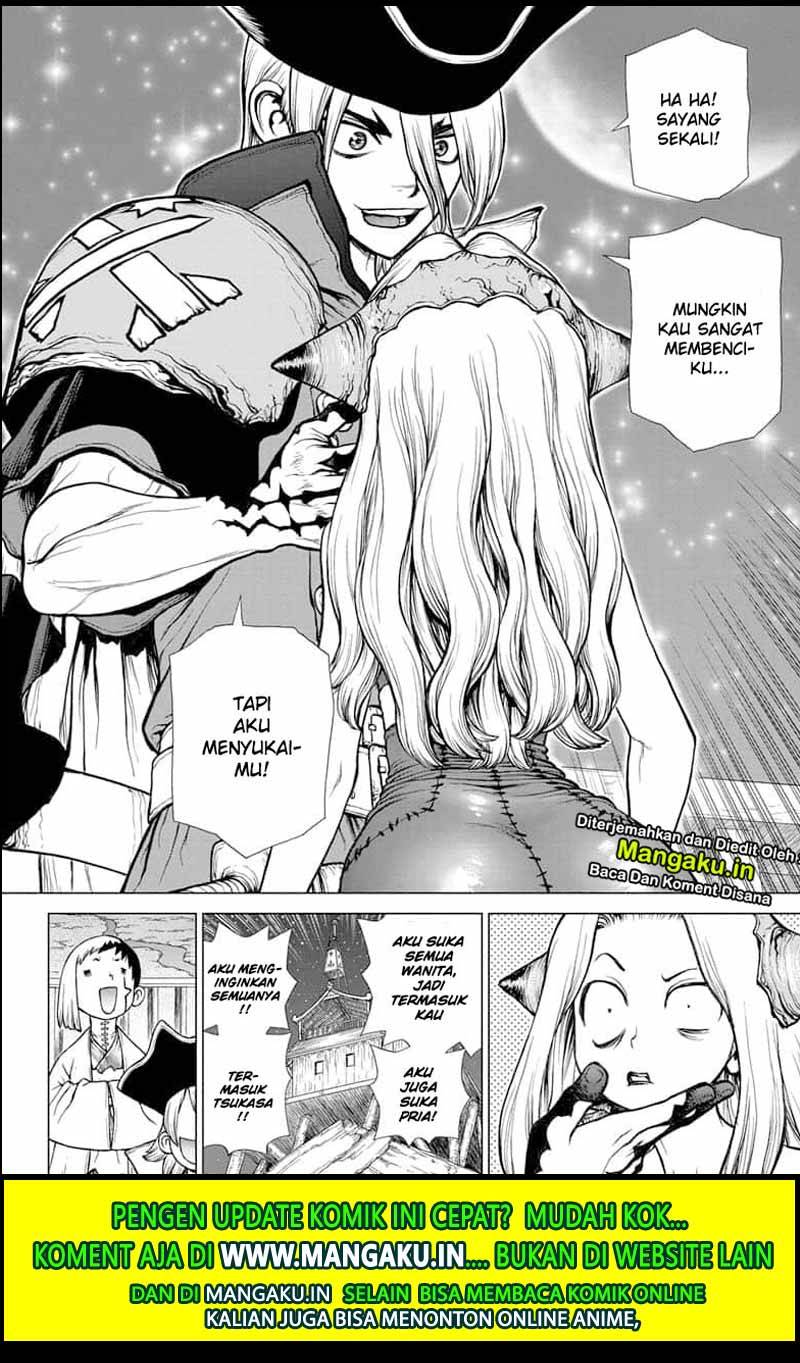 HA HA!
SAYANG
SEKALI!
MUNGKIN
KAU SANGAT
MEMBENCI-
KU...
TAPI
AKU
MENYUKAI-
MU!
Diterjemahkan dan Diedit Oleh :
Mangaku.in
Baca Dan Koment Disana
AKU SUKA
SEMUA
WANITA,
JADI
TERMASUK
KAU
AKU
JUGA
SUKA
PRIA!
AKU MENG-
INGINKAN
SEMUANYA
!!
TER-
MASUK
TSUKASA
!!
PENGEN UPDATE KOMIK INI CEPAT? MUDAH KOK...
KOMENT AJA DI WWW.MANGAKU.IN.... BUKAN DI WEBSITE LAIN
DAN DI MANGAKU.IN SELAIN BISA MEMBACA KOMIK ONLINE
KALIAN JUGA BISA MENONTON ONLINE ANIME,